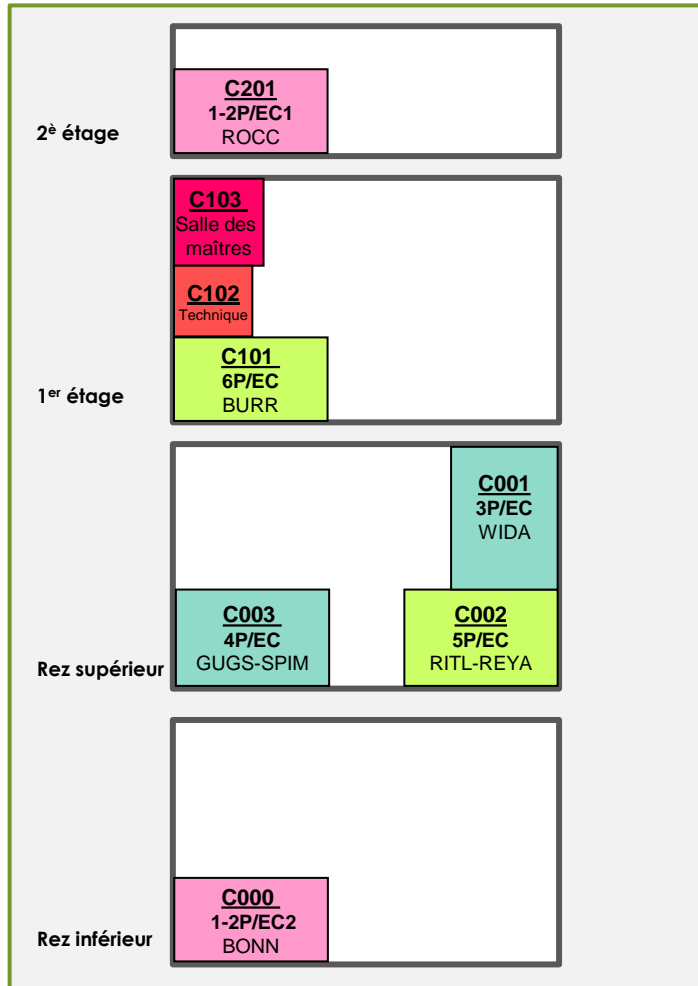 C201
1-2P/EC1
ROCC
2è étage
C103
Salle des
maîtres
C102
Technique
C101
6P/EC
BURR
1er étage
C001
3P/EC
WIDA
C003
4P/EC
GUGS-SPIM
C002
5P/EC
RITL-REYA
Rez supérieur
C000
1-2P/EC2
BONN
Rez inférieur